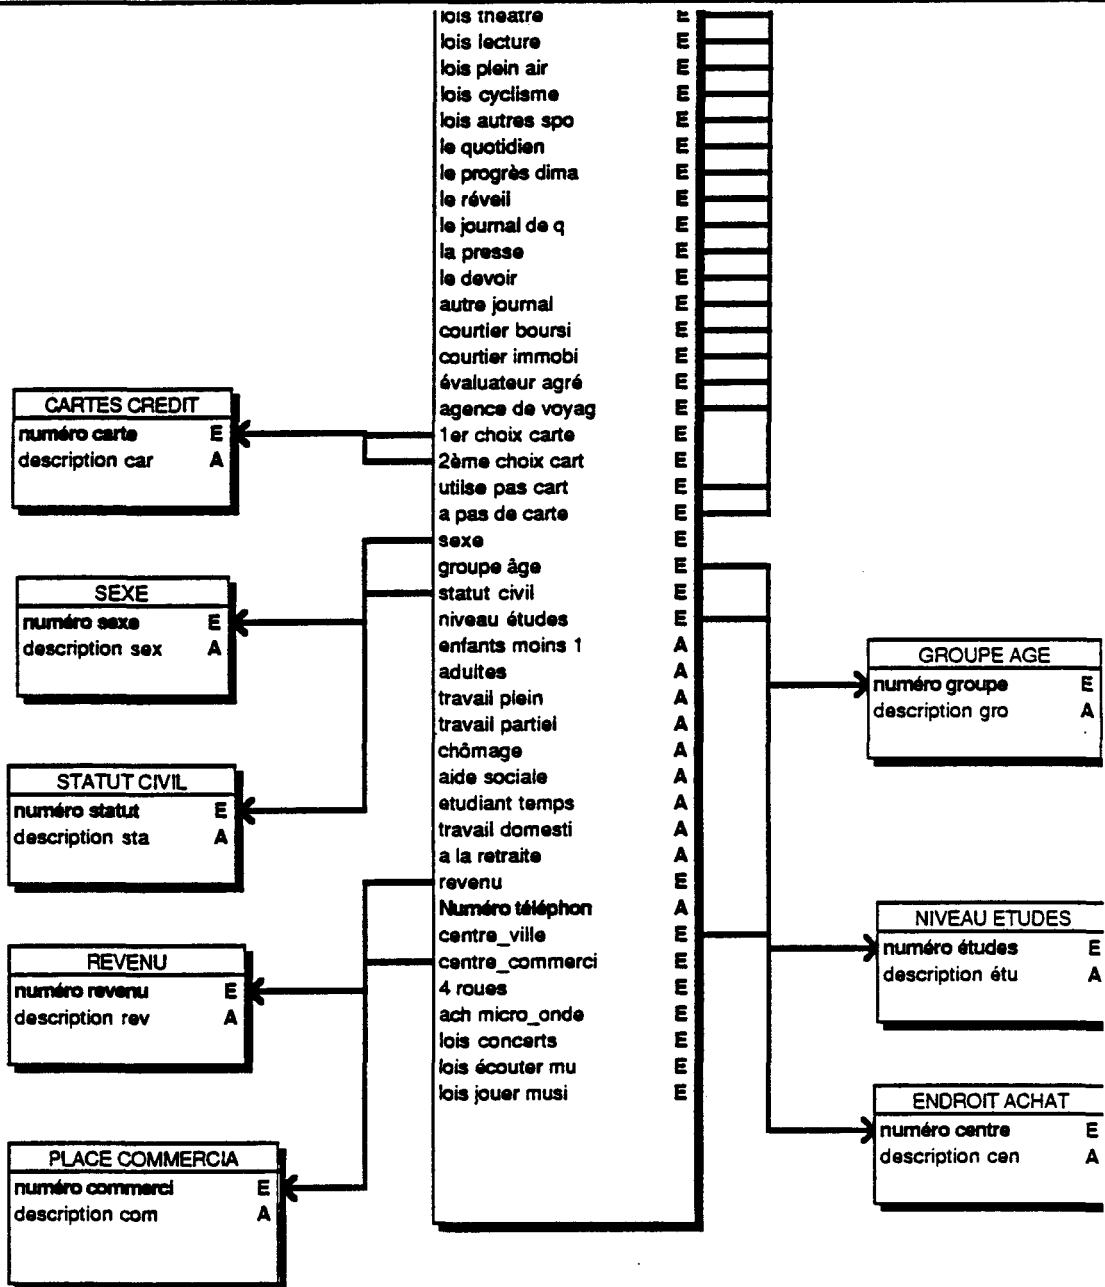 lois theatre E
lois lecture E
lois plein air E
lois cyclisme E
lois autres spo E
le quotidien E
le progrès dima E
le réveil E
le journal de q E
la presse E
le devoir E
autre journal E
courtier boursi E
courtier immobi E
évaluateur agré E
agence de voyag E
1er choix carte E
2ème choix cart E
utilse pas cart E
a pas de carte E
sexe E
groupe âge E
statut civil E
niveau études E
enfants moins 1 A
adultes A
travail plein A
travail partiel A
chômage A
aide sociale A
etudiant temps A
travail domesti A
a la retraite A
revenu E
Numéro téléphon A
centre_ville E
centre_commerci E
4 roues E
ach micro_onde E
lois concerts E
lois écouter mu E
lois jouer musi E
CARTES CREDIT
numéro carte E
description car A
SEXE
numéro sexe E
description sex A
STATUT CIVIL
numéro statut E
description sta A
REVENU
numéro revenu E
description rev A
PLACE COMMERCIA
numéro commerci E
description com A
GROUPE AGE
numéro groupe E
description gro A
NIVEAU ETUDES
numéro études E
description étu A
ENDROIT ACHAT
numéro centre E
description cen A